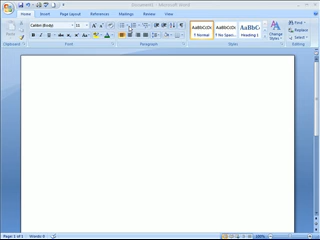 Document1 - Microsoft Word
Home Insert Page Layout References Mailings Review View
Calibri (Body) 11
AaBbCcDc AaBbCcDc AaBbC
¶ Normal ¶ No Spaci... Heading 1
Change Styles
Find
Replace
Select
Paste
Clipboard Font Paragraph Styles Editing
Page: 1 of 1 Words: 0
100%